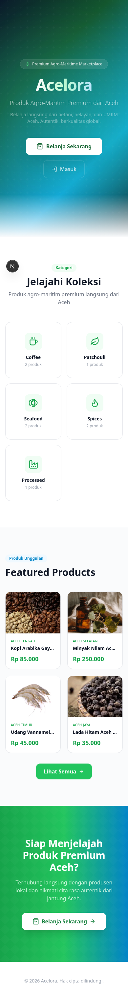 Premium Agro-Maritime Marketplace
Acelora
Produk Agro-Maritim Premium dari Aceh
Belanja langsung dari petani, nelayan, dan UMKM
Aceh. Autentik, berkualitas global.
Belanja Sekarang
Masuk
N
Kategori
Jelajahi Koleksi
Produk agro-maritim premium langsung dari
Aceh
Coffee
2 produk
Patchouli
1 produk
Seafood
2 produk
Spices
2 produk
Processed
1 produk
Produk Unggulan
Featured Products
ACEH TENGAH
Kopi Arabika Gay...
Rp 85.000
ACEH SELATAN
Minyak Nilam Ac...
Rp 250.000
ACEH TIMUR
Udang Vannamei...
Rp 45.000
ACEH JAYA
Lada Hitam Aceh ...
Rp 35.000
Lihat Semua
Siap Menjelajah
Produk Premium
Aceh?
Terhubung langsung dengan produsen
lokal dan nikmati cita rasa autentik dari
jantung Aceh.
Belanja Sekarang
© 2026 Acelora. Hak cipta dilindungi.